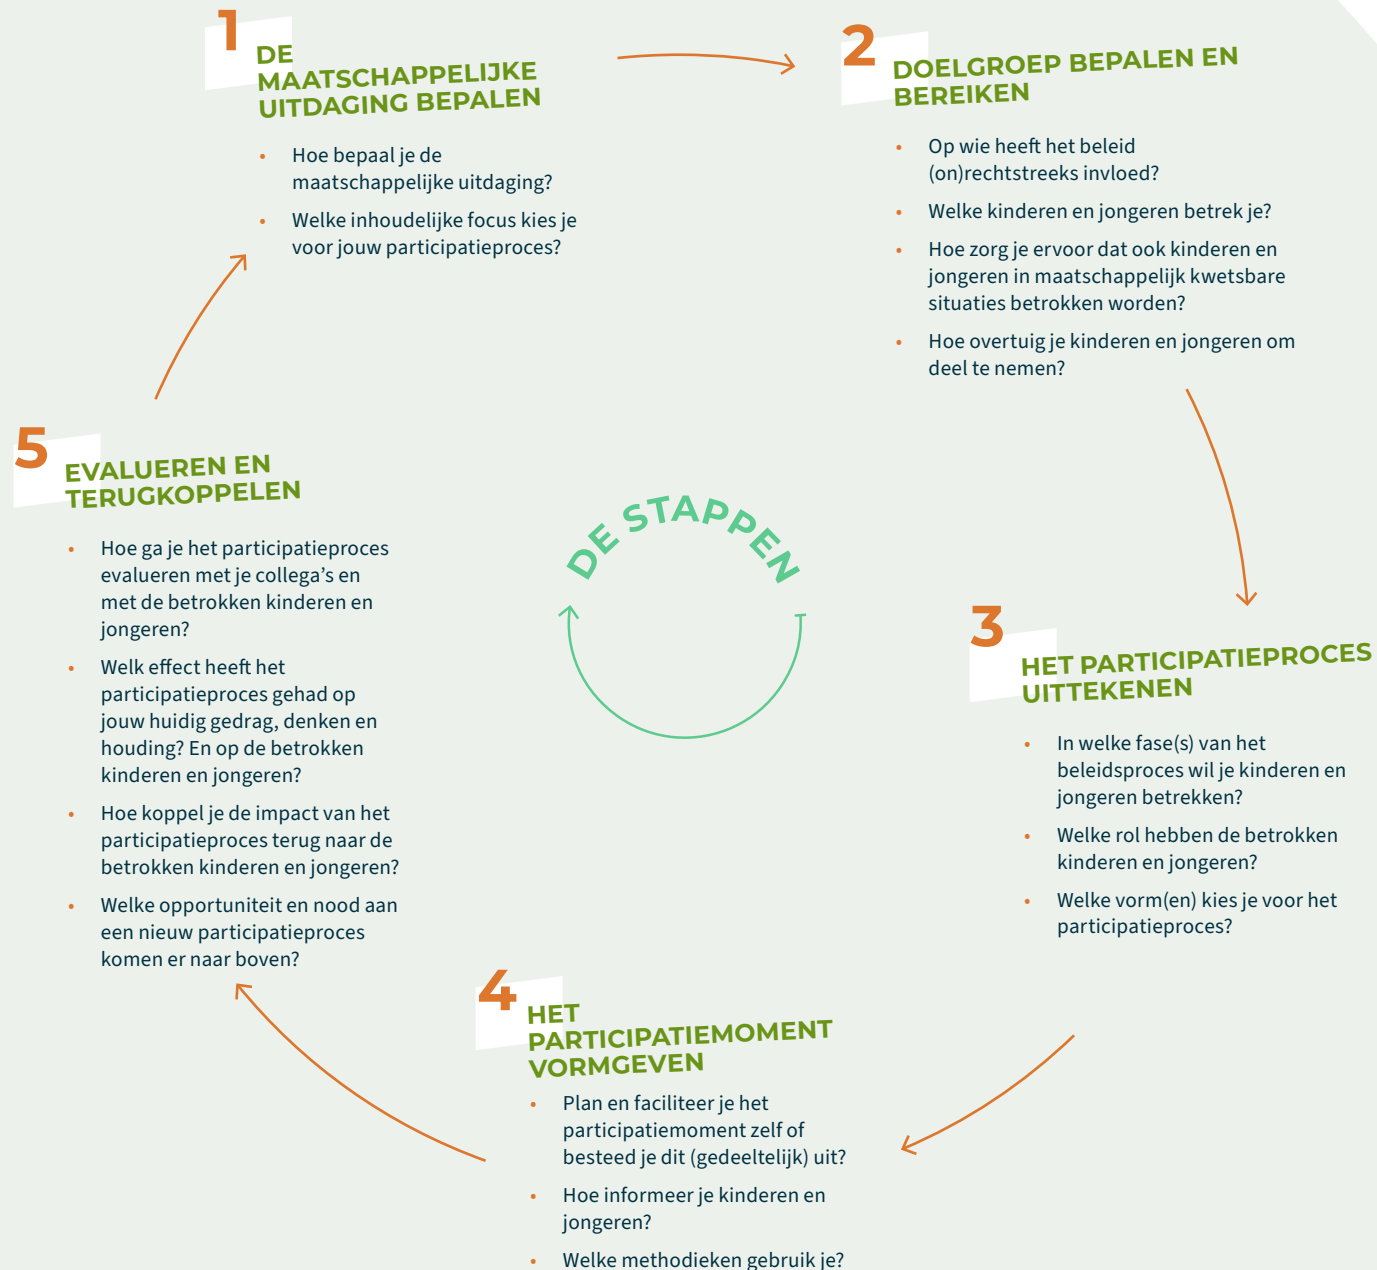 1
DE
MAATSCHAPPELIJKE
UITDAGING BEPALEN
• Hoe bepaal je de
maatschappelijke uitdaging?
• Welke inhoudelijke focus kies je
voor jouw participatieproces?
2
DOELGROEP BEPALEN EN
BEREIKEN
• Op wie heeft het beleid
(on)rechtstreeks invloed?
• Welke kinderen en jongeren betrek je?
• Hoe zorg je ervoor dat ook kinderen en
jongeren in maatschappelijk kwetsbare
situaties betrokken worden?
• Hoe overtuig je kinderen en jongeren om
deel te nemen?
DE STAPPEN
3
HET PARTICIPATIEPROCES
UITTEKENEN
• In welke fase(s) van het
beleidsproces wil je kinderen en
jongeren betrekken?
• Welke rol hebben de betrokken
kinderen en jongeren?
• Welke vorm(en) kies je voor het
participatieproces?
4
HET
PARTICIPATIEMOMENT
VORMGEVEN
• Plan en faciliteer je het
participatiemoment zelf of
besteed je dit (gedeeltelijk) uit?
• Hoe informeer je kinderen en
jongeren?
• Welke methodieken gebruik je?
5
EVALUEREN EN
TERUGKOPPELEN
• Hoe ga je het participatieproces
evalueren met je collega’s en
met de betrokken kinderen en
jongeren?
• Welk effect heeft het
participatieproces gehad op
jouw huidig gedrag, denken en
houding? En op de betrokken
kinderen en jongeren?
• Hoe koppel je de impact van het
participatieproces terug naar de
betrokken kinderen en jongeren?
• Welke opportuniteit en nood aan
een nieuw participatieproces
komen er naar boven?